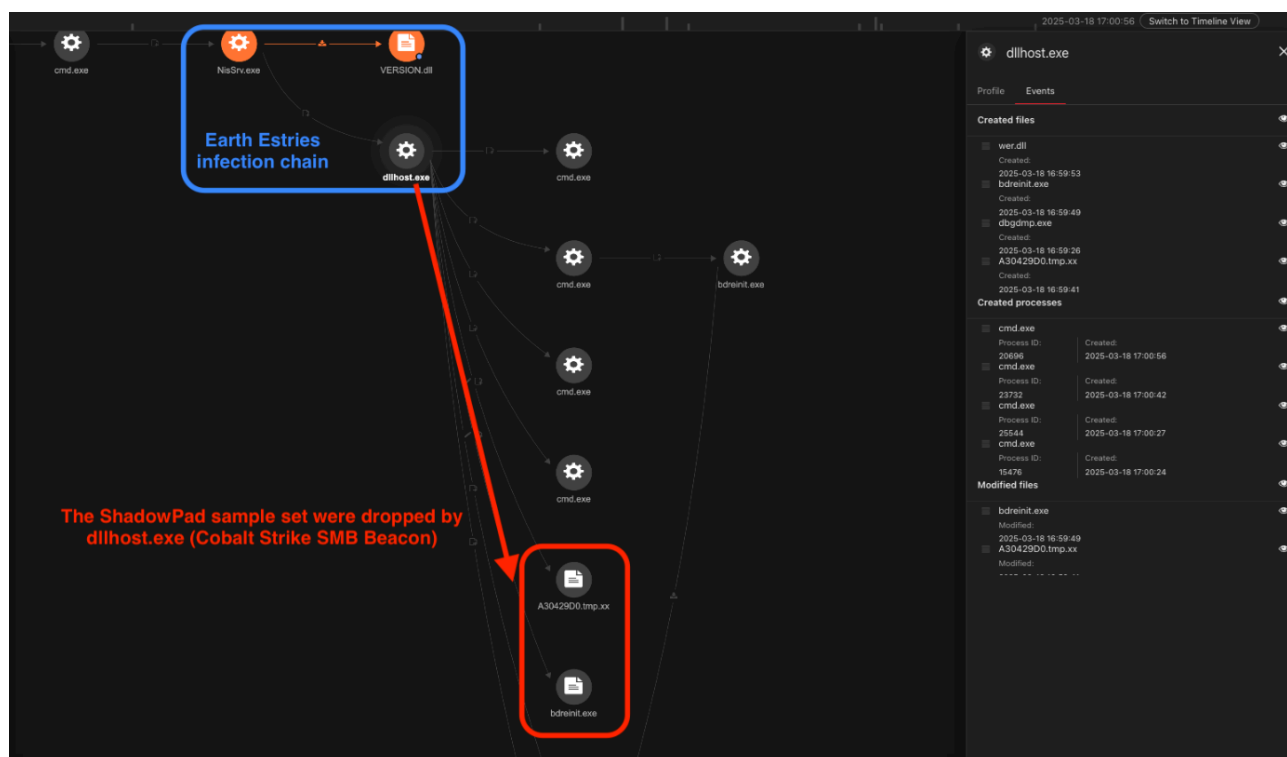 2025-03-18 17:00:56 Switch to Timeline View
cmd.exe
NisSrv.exe
VERSION.dll
Earth Estries
infection chain
dllhost.exe
cmd.exe
cmd.exe
bdreinit.exe
cmd.exe
cmd.exe
The ShadowPad sample set were dropped by
dllhost.exe (Cobalt Strike SMB Beacon)
A30429D0.tmp.xx
bdreinit.exe
dllhost.exe
Profile Events
Created files
wer.dll
Created:
2025-03-18 16:59:53
bdreinit.exe
Created:
2025-03-18 16:59:49
dbgdmp.exe
Created:
2025-03-18 16:59:26
A30429D0.tmp.xx
Created:
2025-03-18 16:59:41
Created processes
cmd.exe
Process ID: Created:
20696 2025-03-18 17:00:56
cmd.exe
Process ID: Created:
23732 2025-03-18 17:00:42
cmd.exe
Process ID: Created:
25544 2025-03-18 17:00:27
cmd.exe
Process ID: Created:
15476 2025-03-18 17:00:24
Modified files
bdreinit.exe
Modified:
2025-03-18 16:59:49
A30429D0.tmp.xx
Modified: